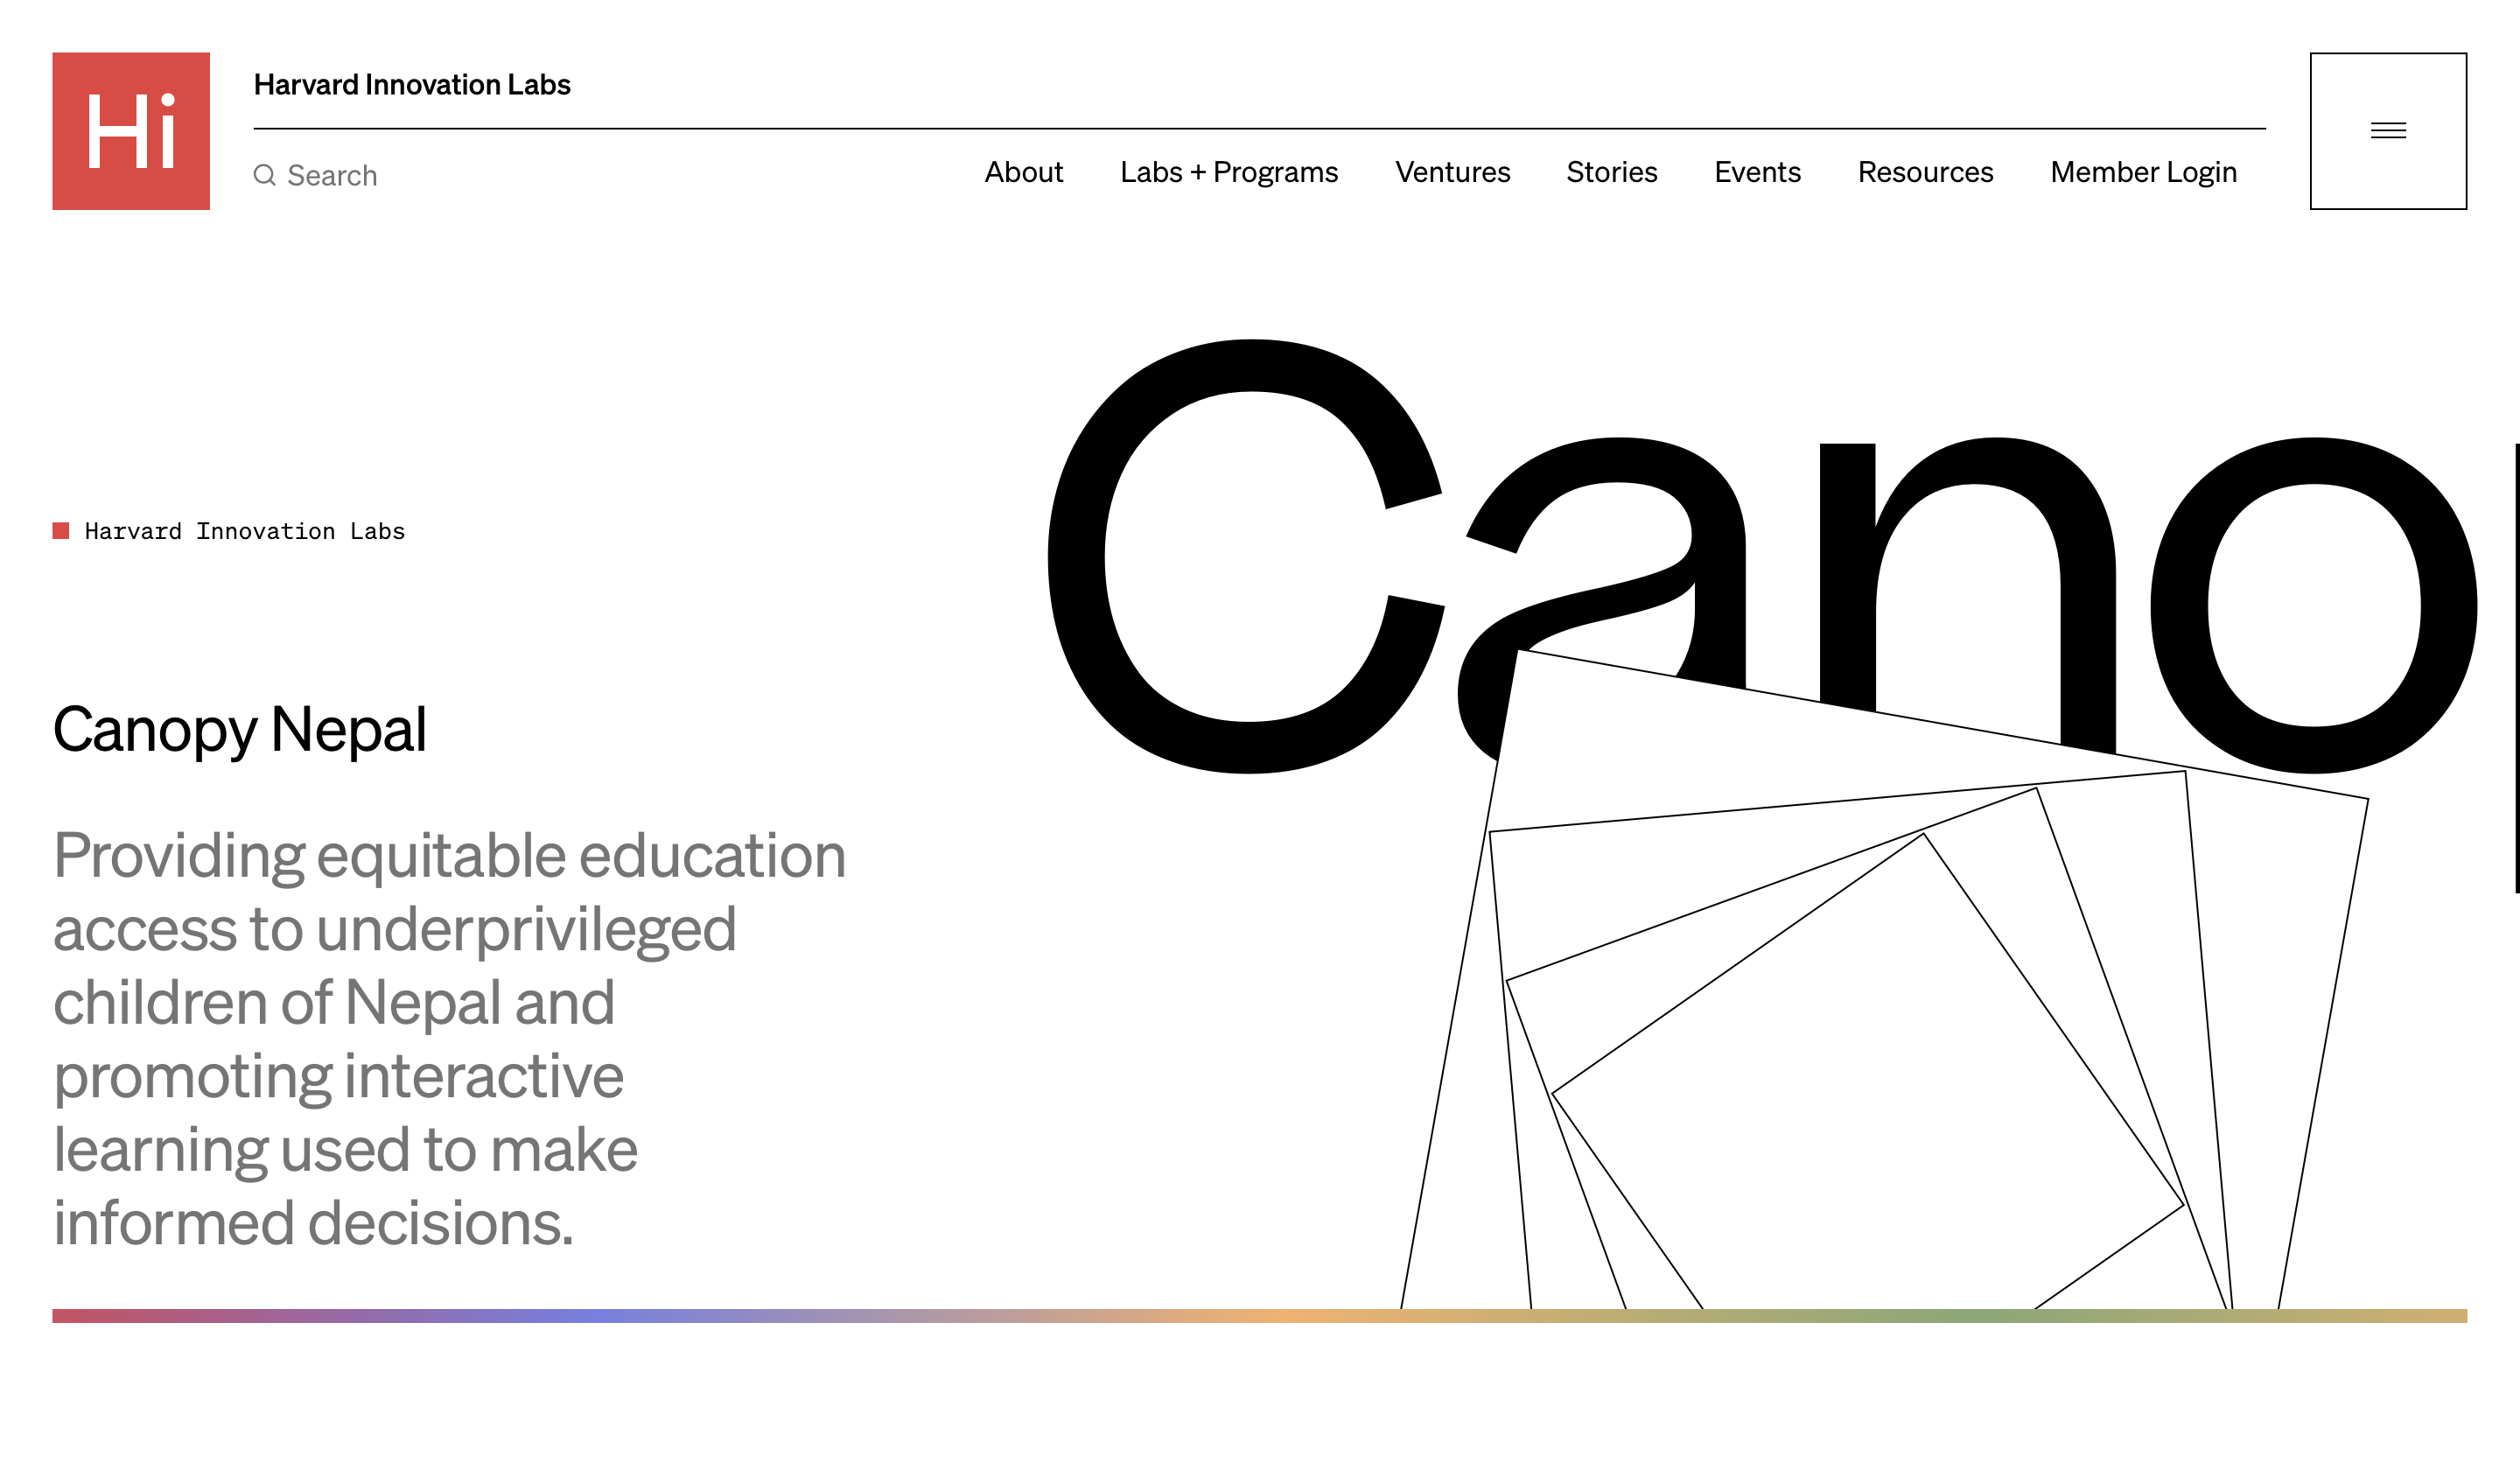 Hi
Harvard Innovation Labs
Search
About Labs + Programs Ventures Stories Events Resources Member Login
Cano
Harvard Innovation Labs
Canopy Nepal
Providing equitable education
access to underprivileged
children of Nepal and
promoting interactive
learning used to make
informed decisions.